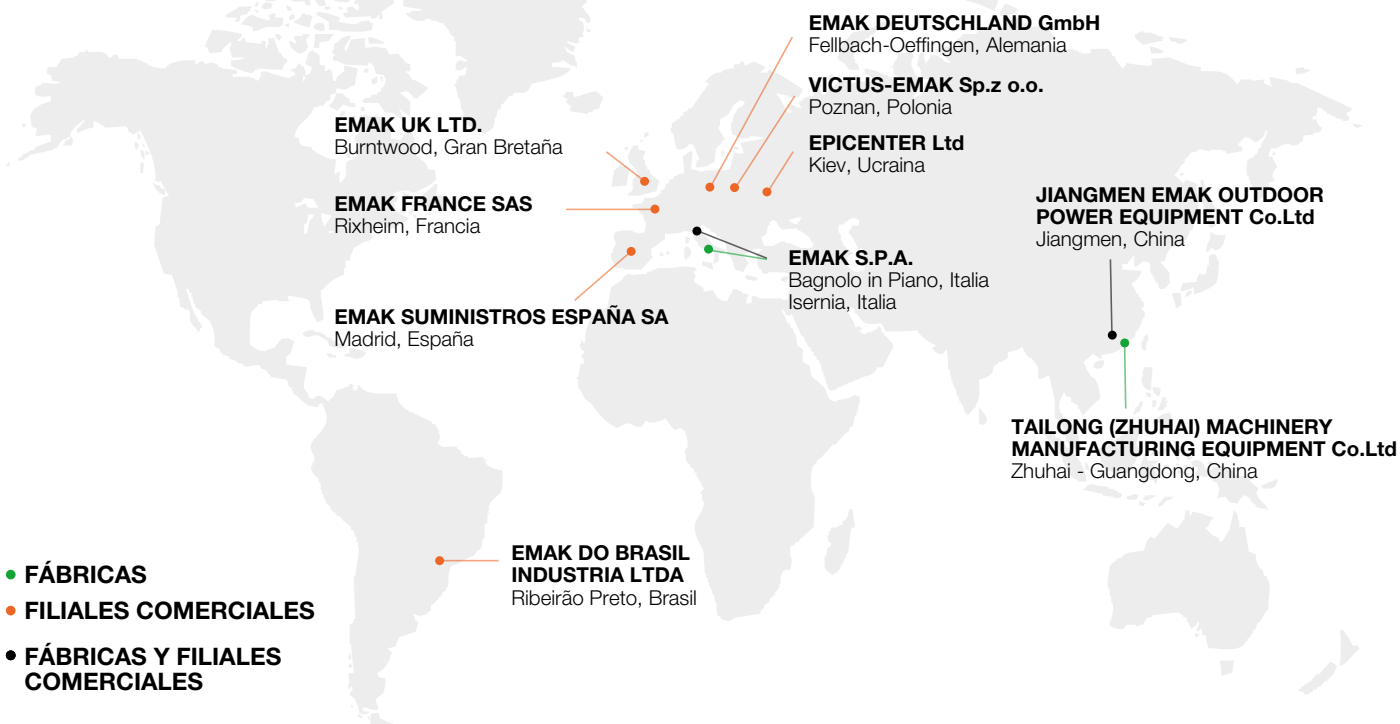 EMAK DEUTSCHLAND GmbH
Fellbach-Oeffingen, Alemania
VICTUS-EMAK Sp.z o.o.
Poznan, Polonia
EMAK UK LTD.
Burntwood, Gran Bretaña
EPICENTER Ltd
Kiev, Ucraina
EMAK FRANCE SAS
Rixheim, Francia
JIANGMEN EMAK OUTDOOR
POWER EQUIPMENT Co.Ltd
Jiangmen, China
EMAK S.P.A.
Bagnolo in Piano, Italia
Isernia, Italia
EMAK SUMINISTROS ESPAÑA SA
Madrid, España
TAILONG (ZHUHAI) MACHINERY
MANUFACTURING EQUIPMENT Co.Ltd
Zhuhai - Guangdong, China
EMAK DO BRASIL
INDUSTRIA LTDA
Ribeirão Preto, Brasil
FÁBRICAS
FILIALES COMERCIALES
FÁBRICAS Y FILIALES
COMERCIALES